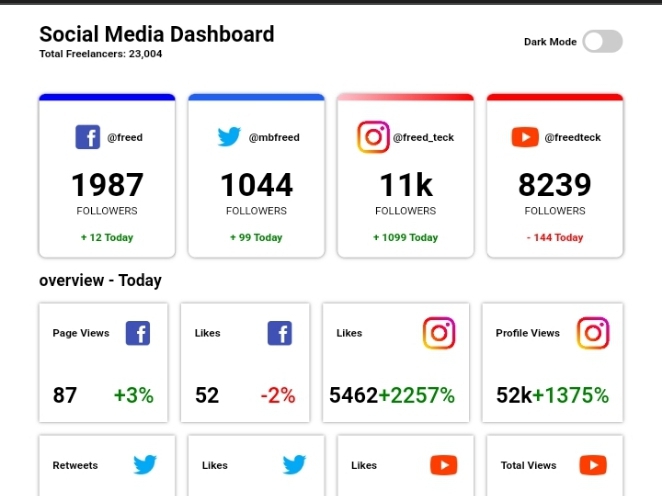 Social Media Dashboard
Total Freelancers: 23,004
Dark Mode
@freed
1987
FOLLOWERS
+ 12 Today
@mbfreed
1044
FOLLOWERS
+ 99 Today
@freed_teck
11k
FOLLOWERS
+ 1099 Today
@freedteck
8239
FOLLOWERS
- 144 Today
overview - Today
Page Views
87 +3%
Likes
52 -2%
Likes
5462+2257%
Profile Views
52k+1375%
Retweets
Likes
Likes
Total Views